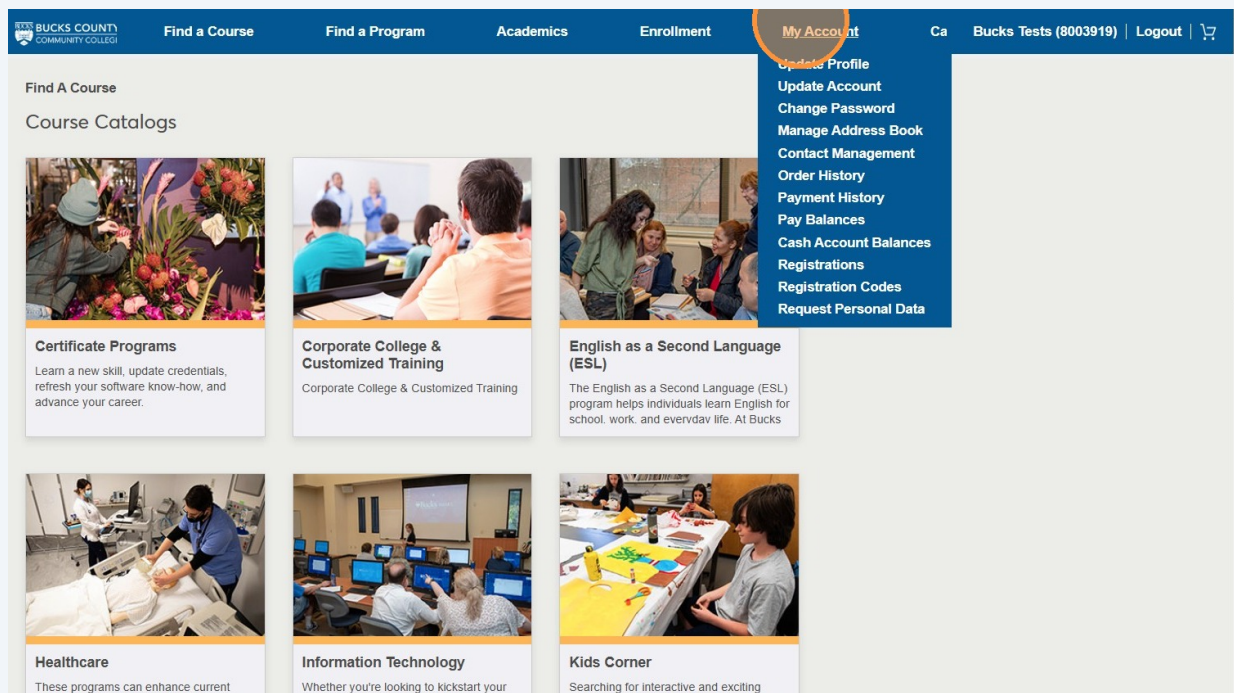 BUCKS COUNTY
COMMUNITY COLLEGE
Find a Course
Find a Program
Academics
Enrollment
My Account
Ca
Bucks Tests (8003919) | Logout |
Update Profile
Update Account
Change Password
Manage Address Book
Contact Management
Order History
Payment History
Pay Balances
Cash Account Balances
Registrations
Registration Codes
Request Personal Data
Find A Course
Course Catalogs
Certificate Programs
Learn a new skill, update credentials,
refresh your software know-how, and
advance your career.
Corporate College &
Customized Training
Corporate College & Customized Training
English as a Second Language
(ESL)
The English as a Second Language (ESL)
program helps individuals learn English for
school, work, and everyday life. At Bucks
Healthcare
These programs can enhance current
Information Technology
Whether you're looking to kickstart your
Kids Corner
Searching for interactive and exciting